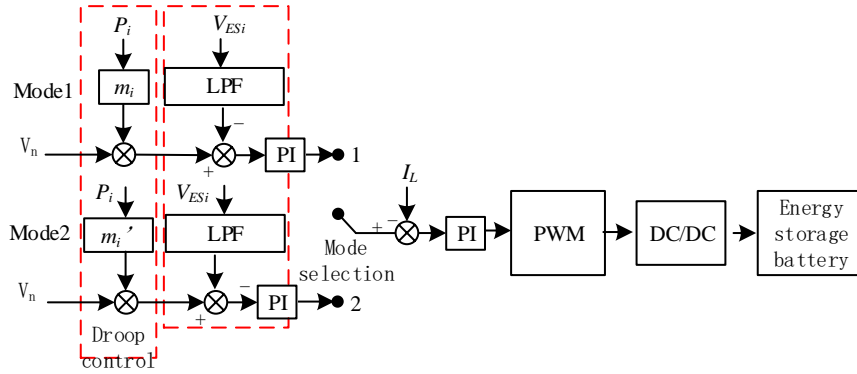 P_i
V_ESi
Mode1
m_i
LPF
−
V_n
+
PI
1
P_i
V_ESi
I_L
Mode2
m_i’
LPF
+
−
PI
PWM
DC/DC
Energy
storage
battery
Mode
selection
V_n
+
−
PI
2
Droop
control